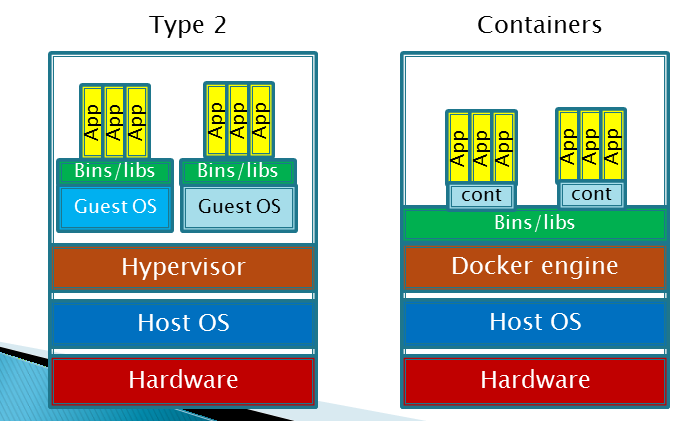 Type 2
App App App
App App App
Bins/libs
Bins/libs
Guest OS
Guest OS
Hypervisor
Host OS
Hardware
Containers
App App App
App App App
cont
cont
Bins/libs
Docker engine
Host OS
Hardware